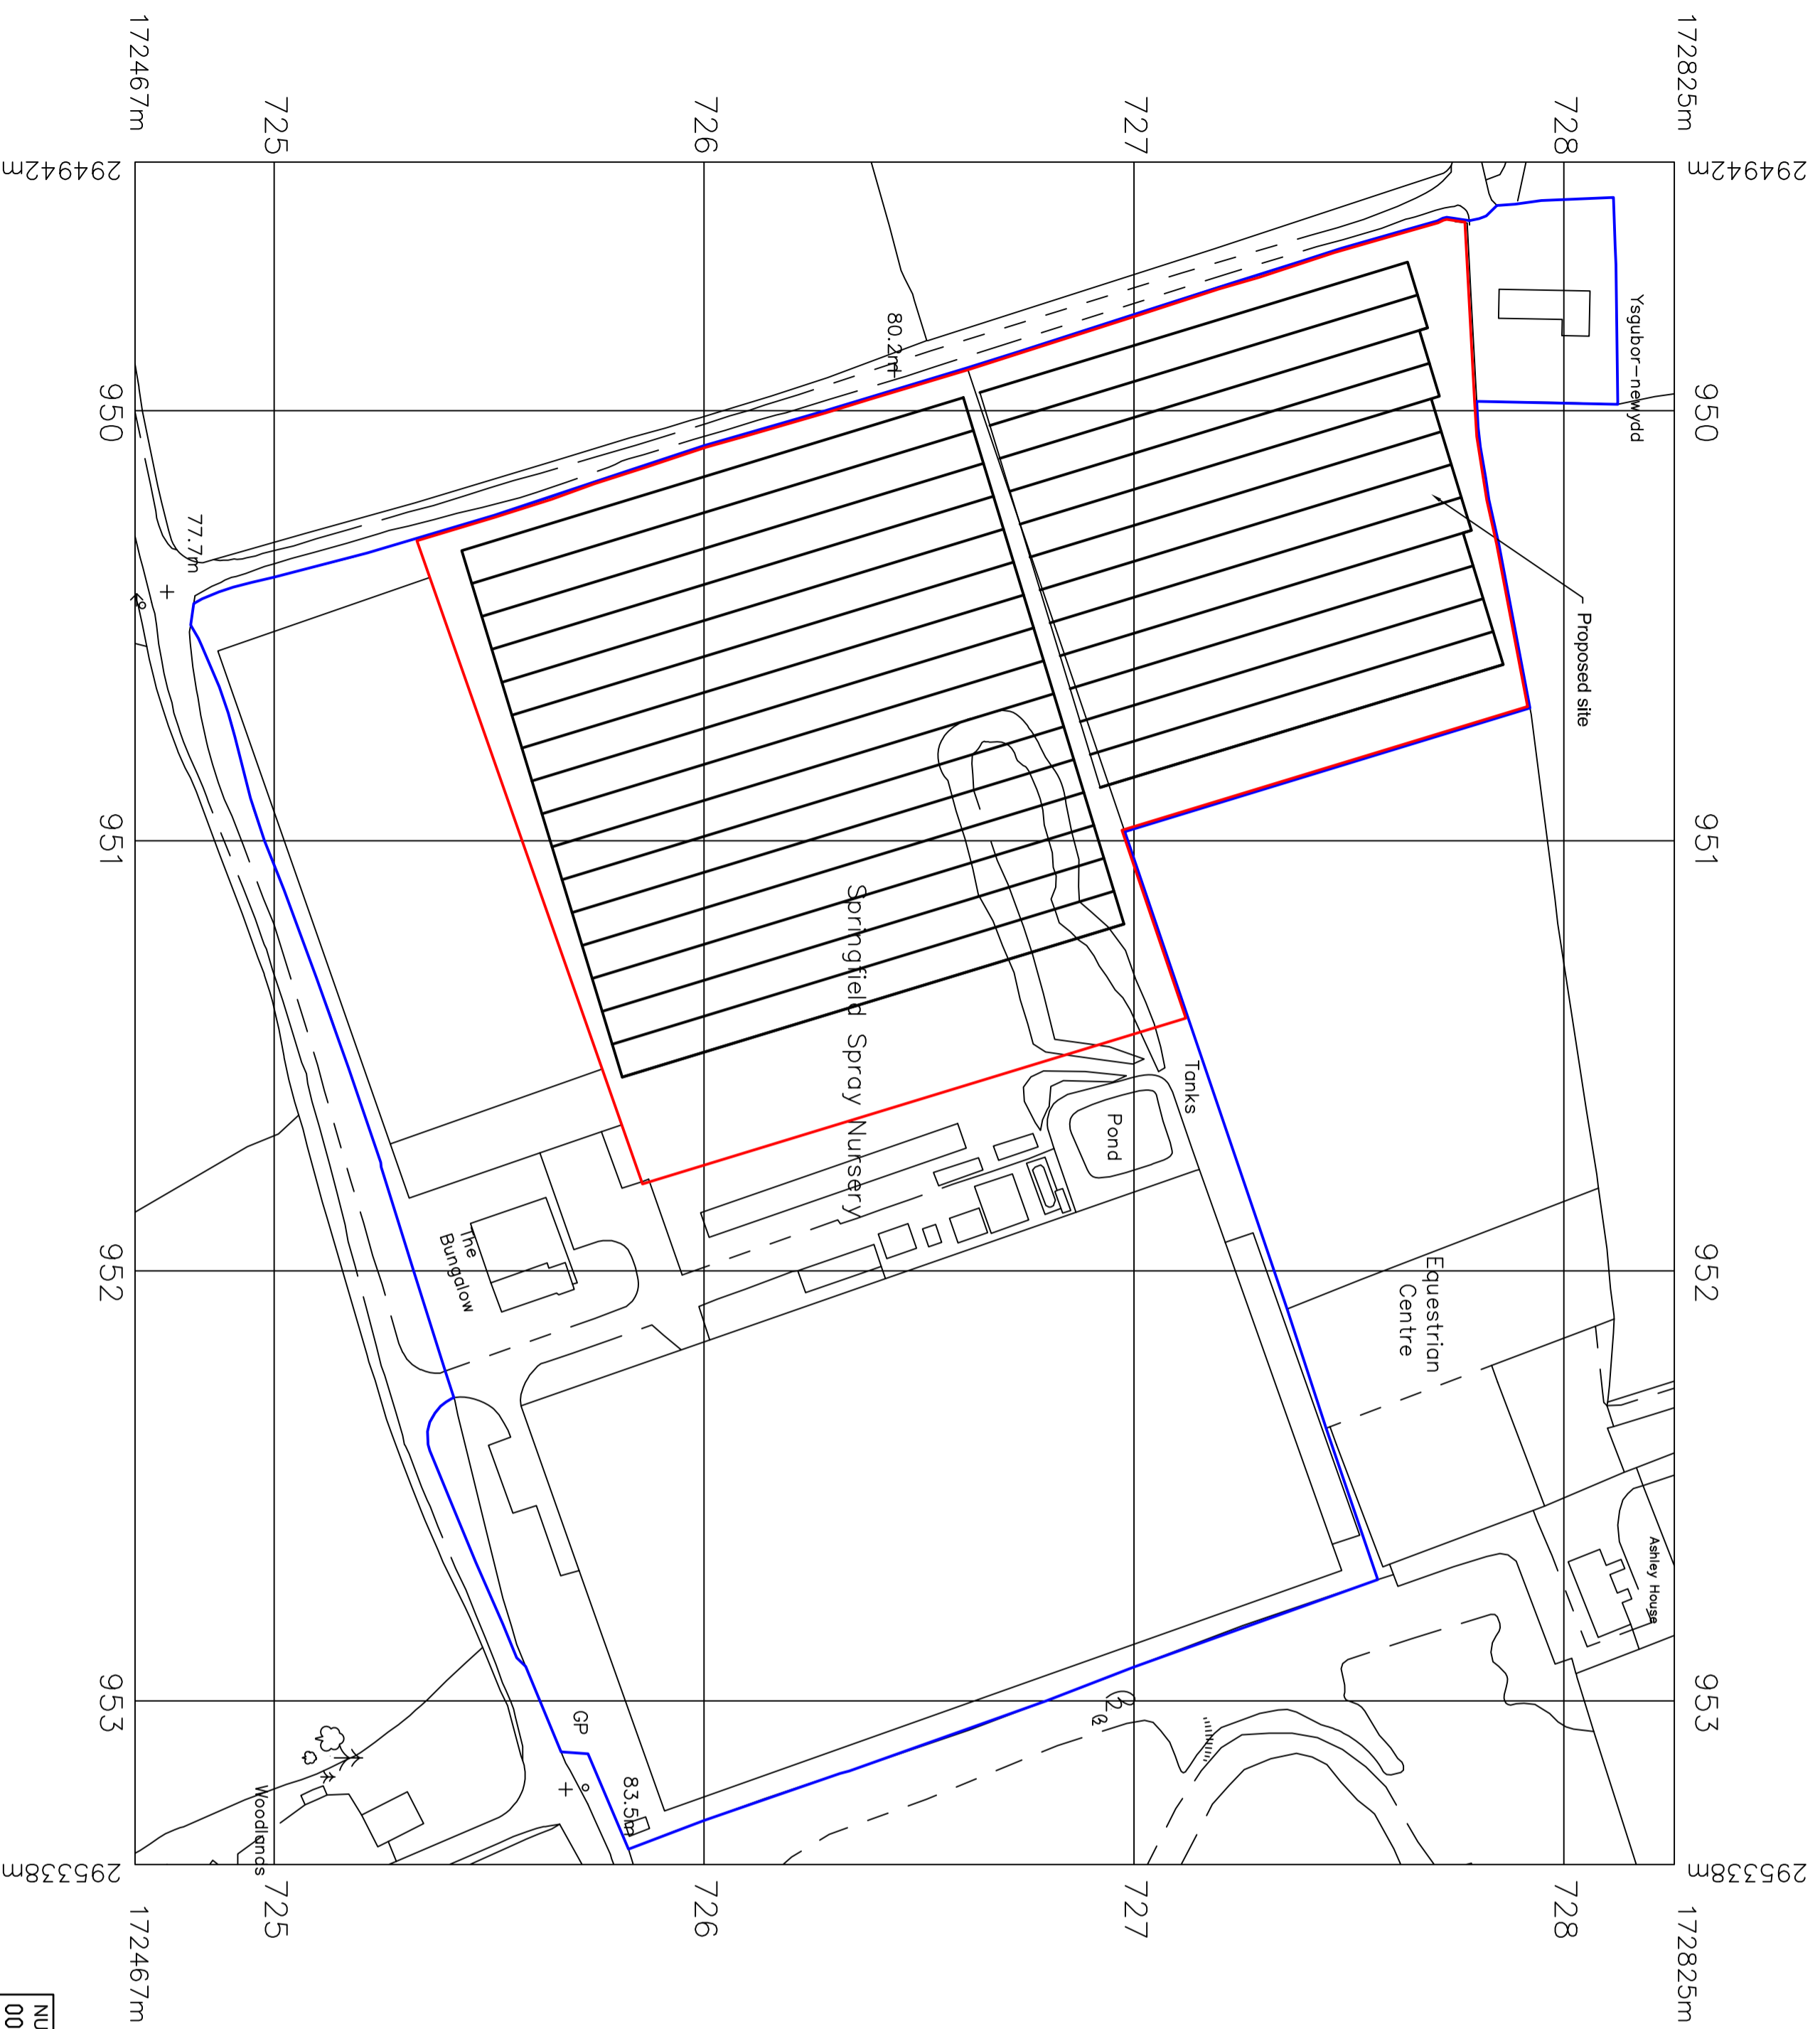 172467m
725
726
727
728
172825m
294942m
294942m
950
950
951
951
952
952
953
953
Ysgubor-newydd
80.2m
77.7m
Proposed site
Springfield Spray Nursery
Tanks
Pond
The
Bungalow
Equestrian
Centre
Ashley House
GP
83.5m
Woodlands
295338m
295338m
725
726
727
728
172467m
172825m